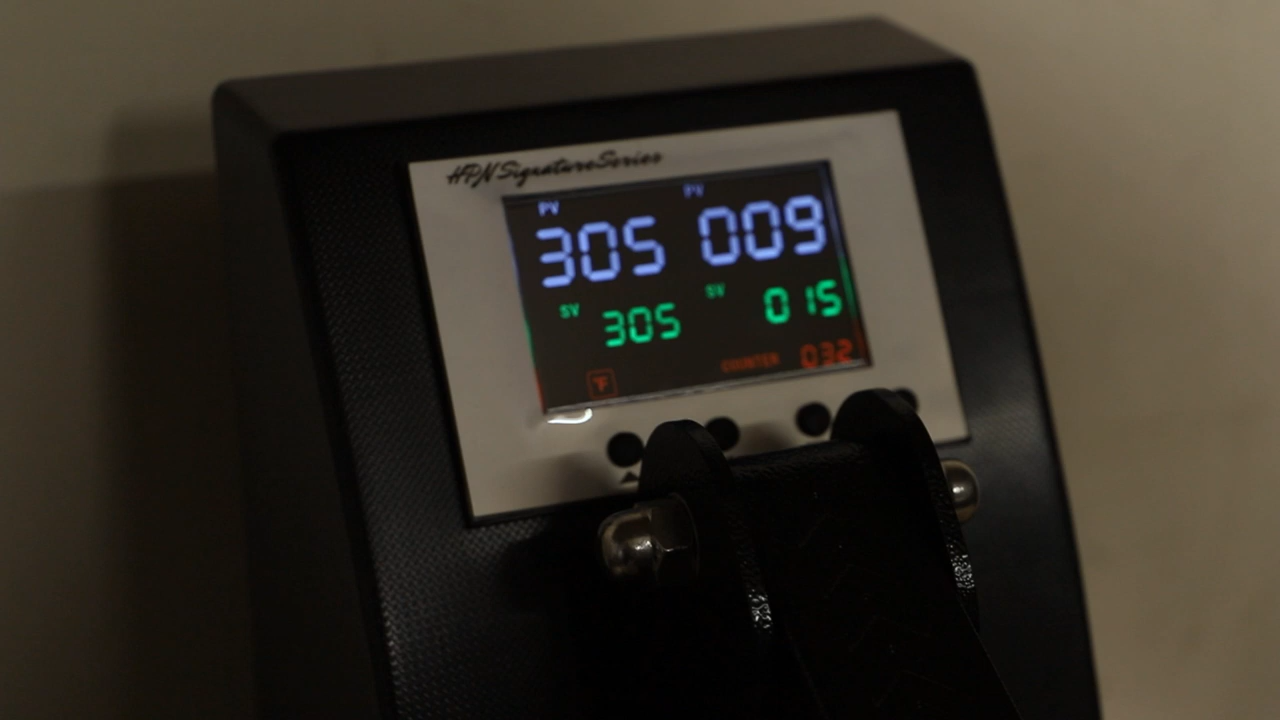 HPN Signature Series
PV PV
305 009
SV SV
305 015
°F COUNTER 032